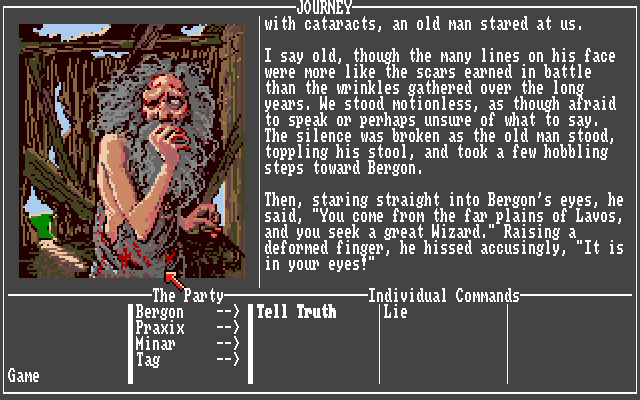 JOURNEY
with cataracts, an old man stared at us.
I say old, though the many lines on his face
were more like the scars earned in battle
than the wrinkles gathered over the long
years. We stood motionless, as though afraid
to speak or perhaps unsure of what to say.
The silence was broken as the old man stood,
toppling his stool, and took a few hobbling
steps toward Bergon.
Then, staring straight into Bergon's eyes, he
said, "You come from the far plains of Lavos,
and you seek a great Wizard." Raising a
deformed finger, he hissed accusingly, "It is
in your eyes!"
The Party Individual Commands
Bergon --> Tell Truth Lie
Praxix -->
Minar -->
Tag -->
Game